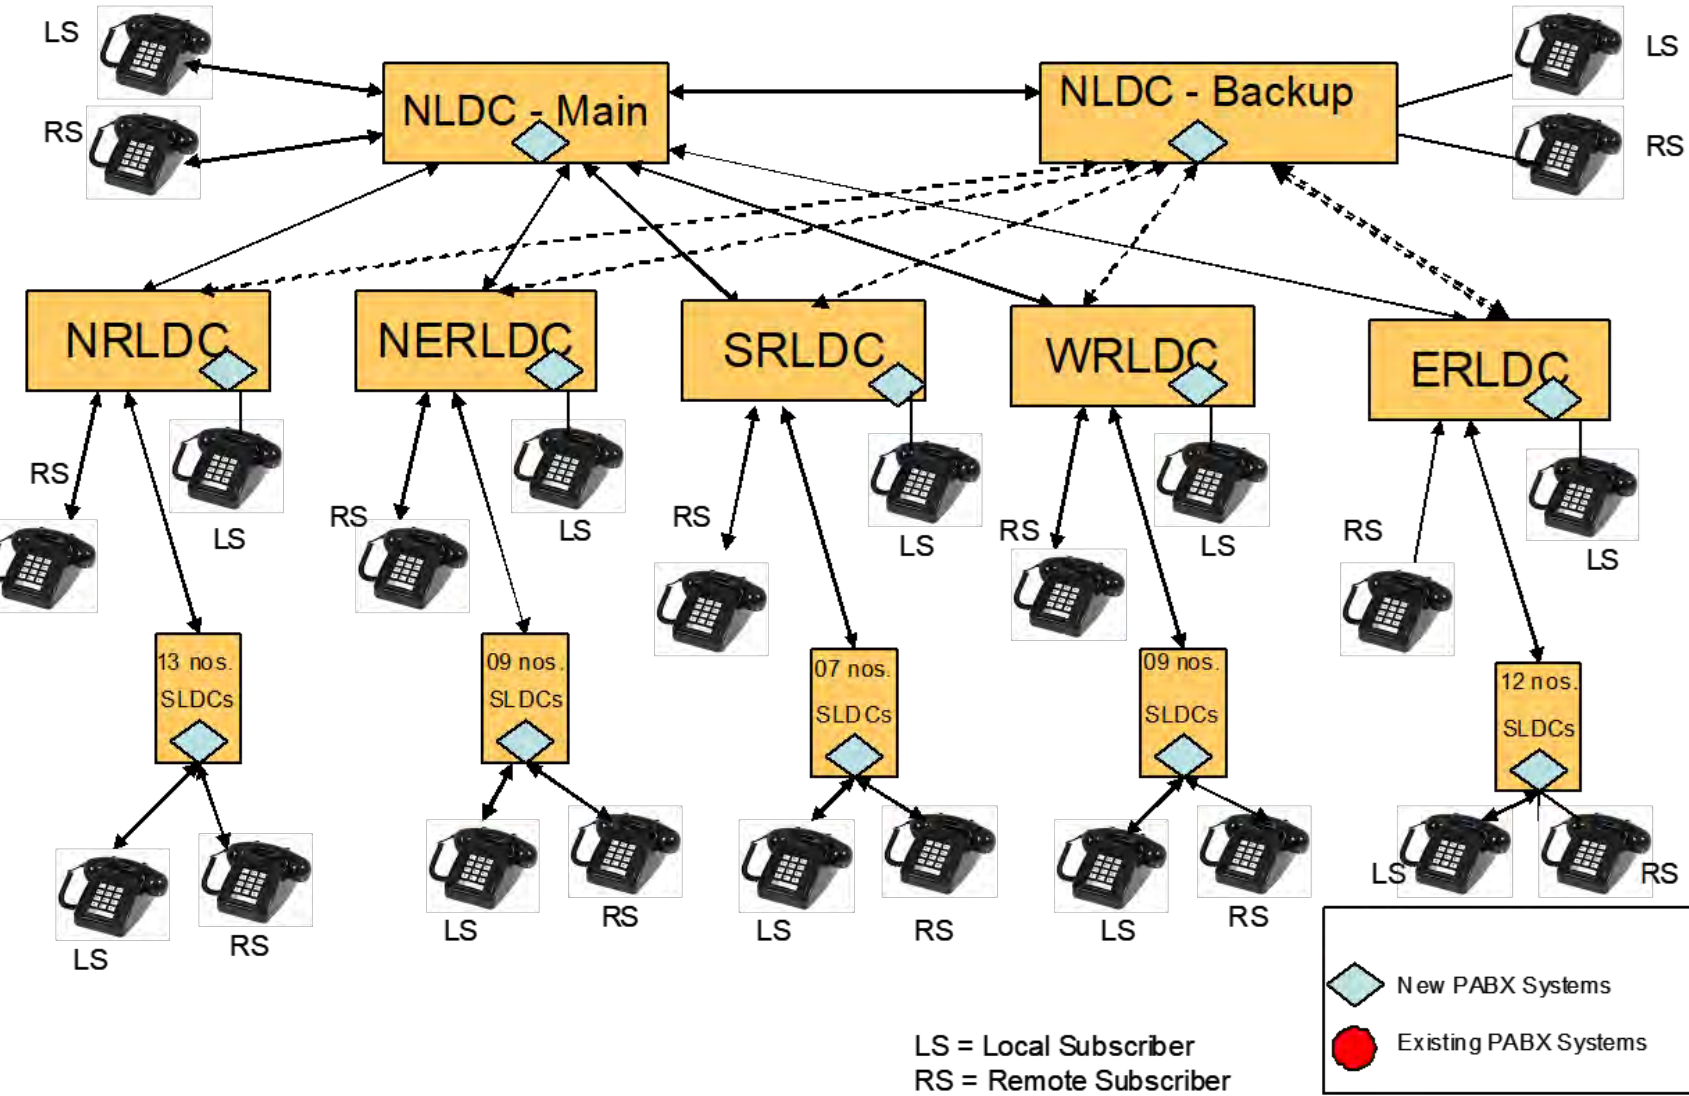 LS
LS
RS
RS
NLDC - Main
NLDC - Backup
NRLDC
NERLDC
SRLDC
WRLDC
ERLDC
RS
LS
RS
LS
RS
LS
RS
LS
RS
LS
13 nos.
SLDCs
09 nos.
SLDCs
07 nos.
SLDCs
09 nos.
SLDCs
12 nos.
SLDCs
LS
RS
LS
RS
LS
RS
LS
RS
LS
RS
New PABX Systems
Existing PABX Systems
LS = Local Subscriber
RS = Remote Subscriber